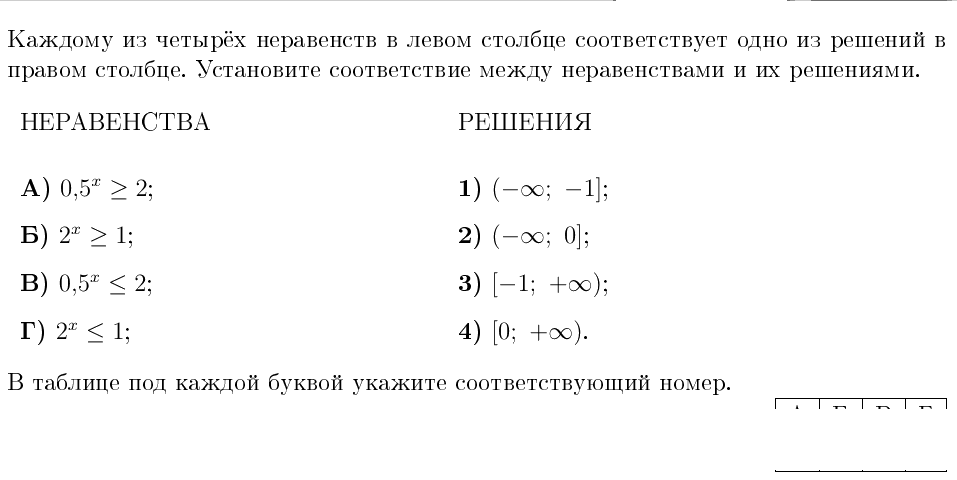 Каждому из четырёх неравенств в левом столбце соответствует одно из решений в
правом столбце. Установите соответствие между неравенствами и их решениями.
НЕРАВЕНСТВА РЕШЕНИЯ
А) 0,5^x ≥ 2; 1) (−∞; −1];
Б) 2^x ≥ 1; 2) (−∞; 0];
В) 0,5^x ≤ 2; 3) [−1; +∞);
Г) 2^x ≤ 1; 4) [0; +∞).
В таблице под каждой буквой укажите соответствующий номер.